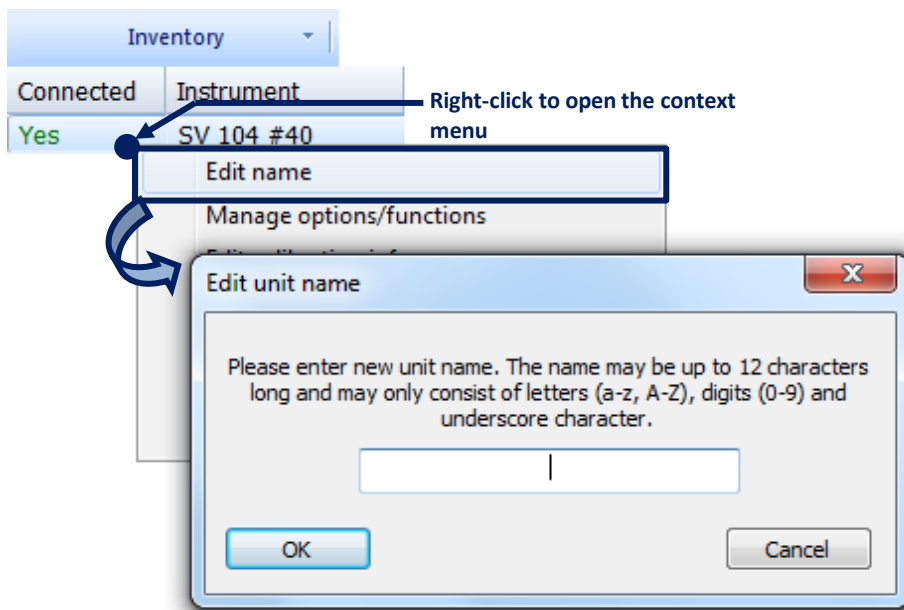 Inventory
Connected Instrument
Right-click to open the context
menu
Yes SV 104 #40
Edit name
Manage options/functions
Edit unit name
Please enter new unit name. The name may be up to 12 characters
long and may only consist of letters (a-z, A-Z), digits (0-9) and
underscore character.
OK Cancel